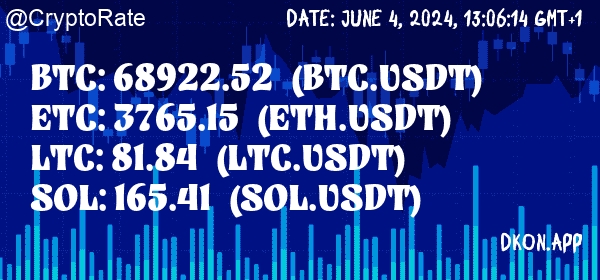 @CryptoRate
DATE: JUNE 4, 2024, 13:06:14 GMT+1
BTC: 68922.52 (BTC.USDT)
ETC: 3765.15 (ETH.USDT)
LTC: 81.84 (LTC.USDT)
SOL: 165.41 (SOL.USDT)
DKON.APP